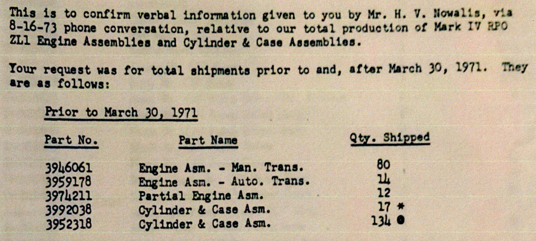 This is to confirm verbal information given to you by Mr. H. V. Nowalis, via
8-16-73 phone conversation, relative to our total production of Mark IV RPO
ZL1 Engine Assemblies and Cylinder & Case Assemblies.
Your request was for total shipments prior to and, after March 30, 1971. They
are as follows:
Prior to March 30, 1971
Part No. Part Name Qty. Shipped
3946061 Engine Asm. - Man. Trans. 80
3959178 Engine Asm. - Auto. Trans. 14
3974211 Partial Engine Asm. 12
3992038 Cylinder & Case Asm. 17 *
3952318 Cylinder & Case Asm. 134 ●